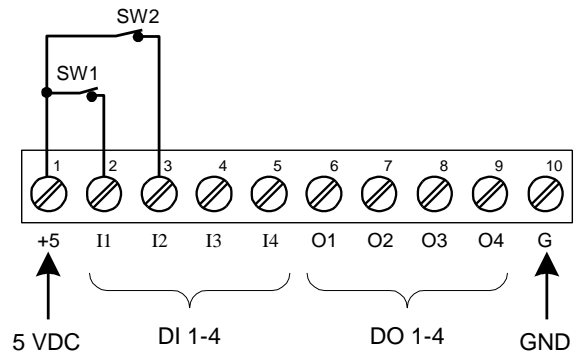 SW2
SW1
1 2 3 4 5 6 7 8 9 10
+5 I1 I2 I3 I4 O1 O2 O3 O4 G
5 VDC DI 1-4 DO 1-4 GND